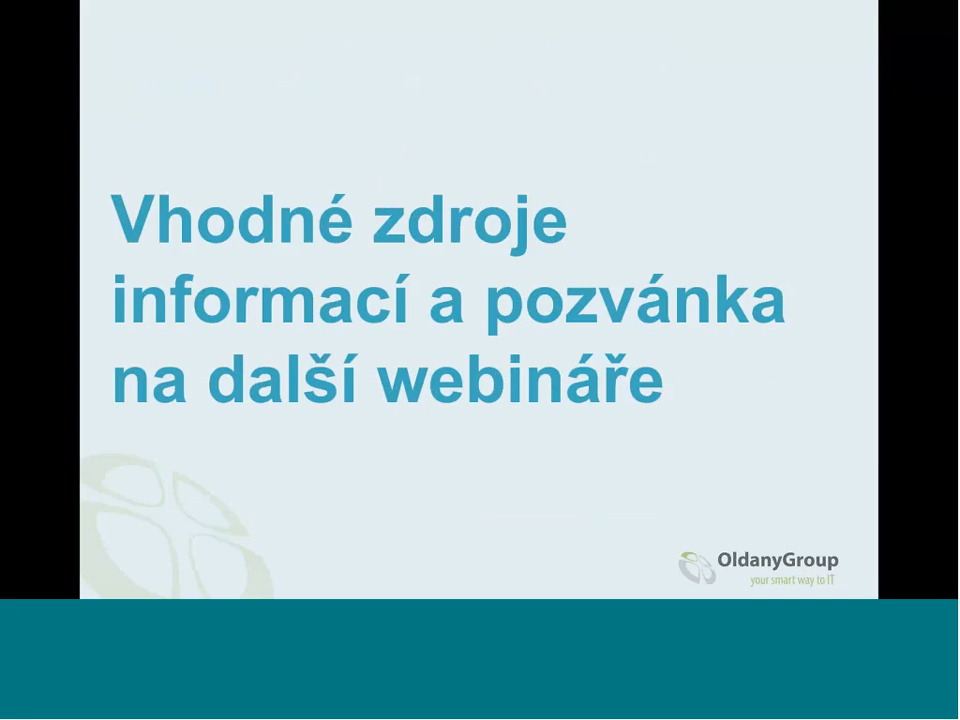 Vhodné zdroje
informací a pozvánka
na další webináře
OldanyGroup
your smart way to IT